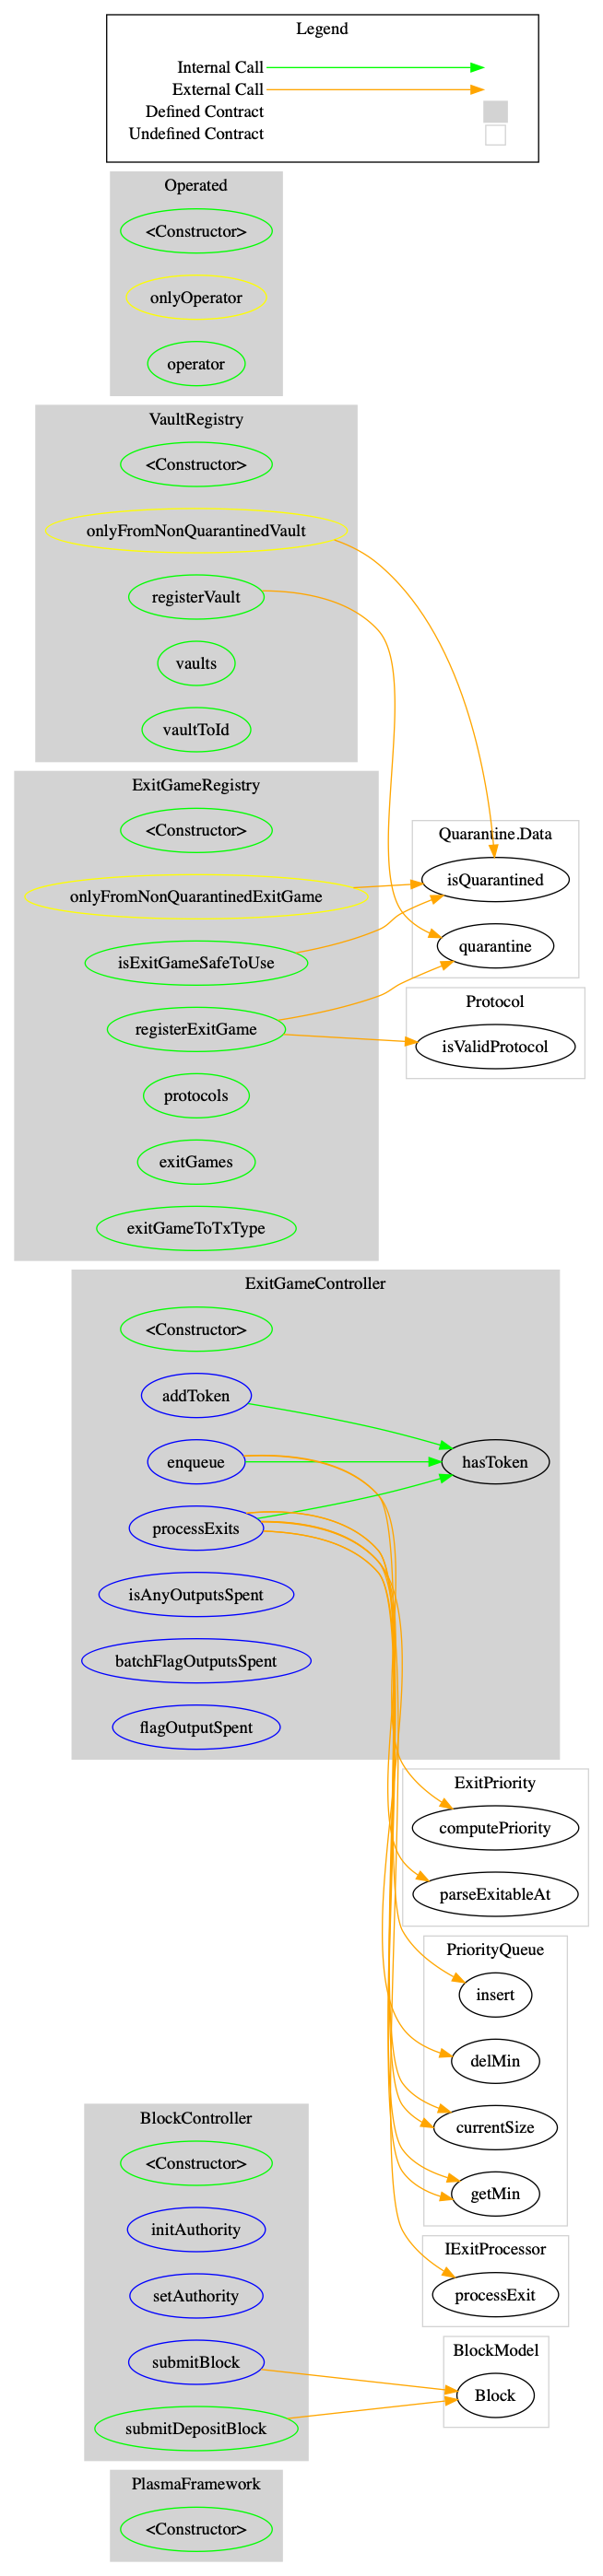 Legend
Internal Call
External Call
Defined Contract
Undefined Contract
Operated
<Constructor>
onlyOperator
operator
VaultRegistry
<Constructor>
onlyFromNonQuarantinedVault
registerVault
vaults
vaultToId
ExitGameRegistry
<Constructor>
onlyFromNonQuarantinedExitGame
isExitGameSafeToUse
registerExitGame
protocols
exitGames
exitGameToTxType
Quarantine.Data
isQuarantined
quarantine
Protocol
isValidProtocol
ExitGameController
<Constructor>
addToken
enqueue
hasToken
processExits
isAnyOutputsSpent
batchFlagOutputsSpent
flagOutputSpent
ExitPriority
computePriority
parseExitableAt
PriorityQueue
insert
delMin
currentSize
getMin
IExitProcessor
processExit
BlockController
<Constructor>
initAuthority
setAuthority
submitBlock
submitDepositBlock
BlockModel
Block
PlasmaFramework
<Constructor>